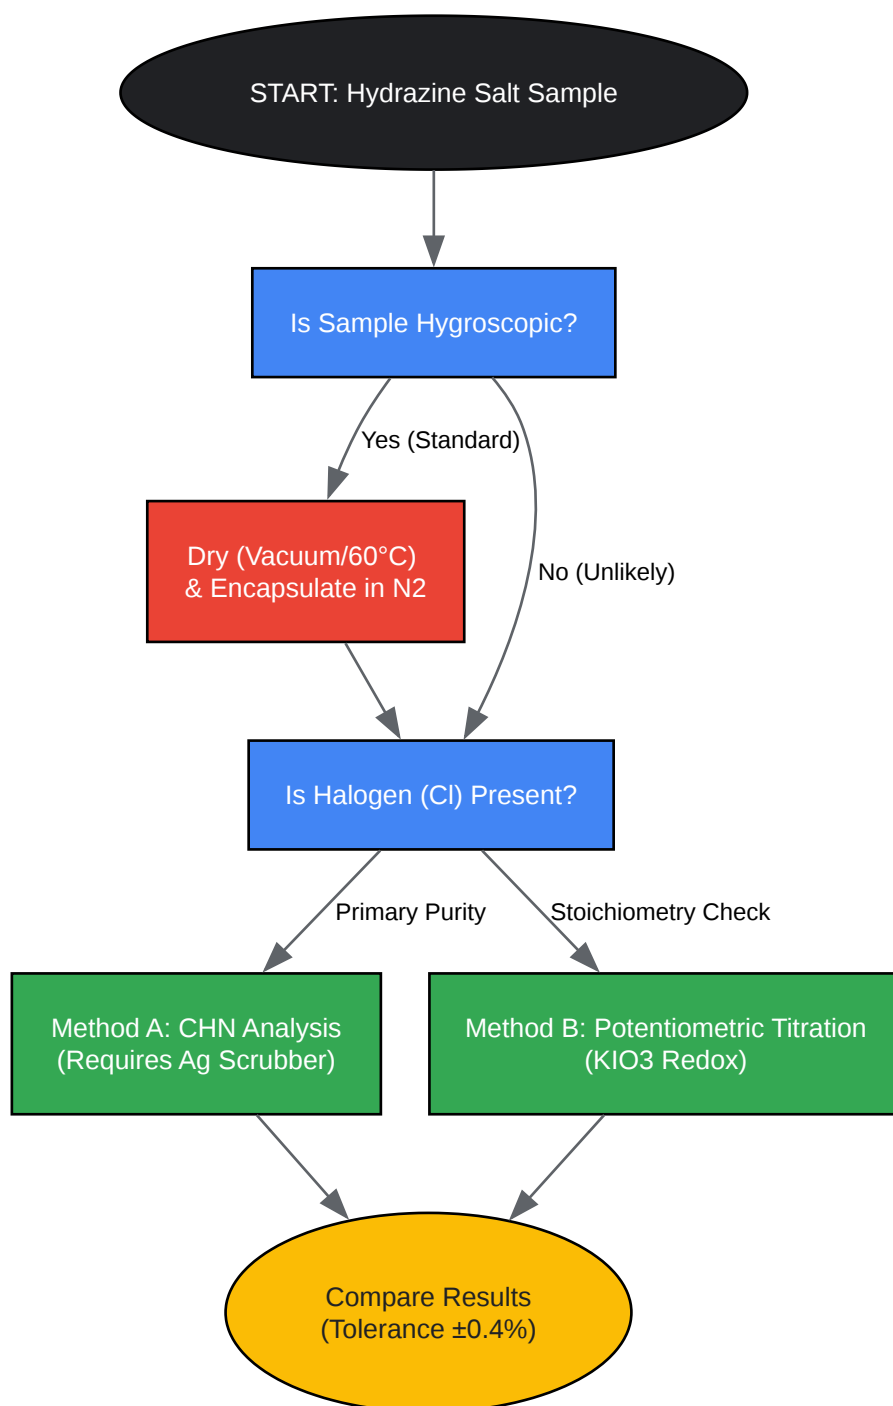 START: Hydrazine Salt Sample
Is Sample Hygroscopic?
Yes (Standard)
Dry (Vacuum/60°C)
& Encapsulate in N2
No (Unlikely)
Is Halogen (Cl) Present?
Primary Purity
Stoichiometry Check
Method A: CHN Analysis
(Requires Ag Scrubber)
Method B: Potentiometric Titration
(KIO3 Redox)
Compare Results
(Tolerance ±0.4%)